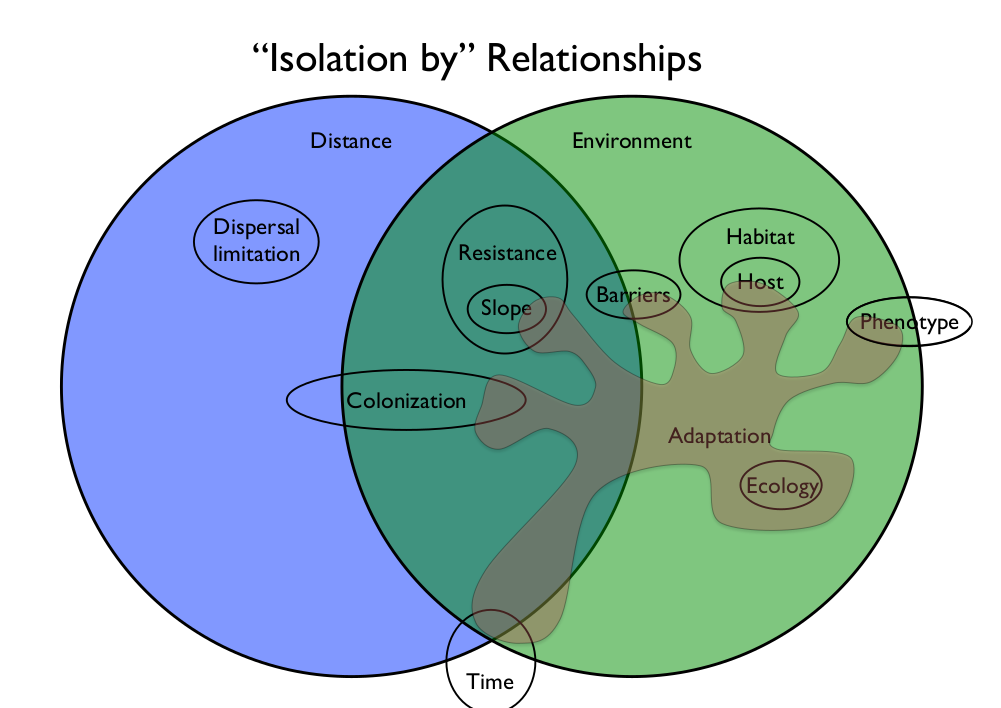 “Isolation by” Relationships
Distance
Environment
Dispersal
limitation
Resistance
Habitat
Slope
Barriers
Host
Phenotype
Colonization
Adaptation
Ecology
Time